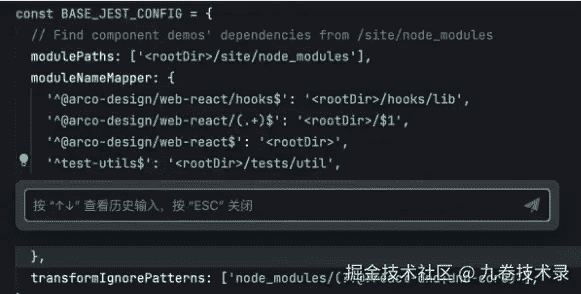 const BASE_JEST_CONFIG = {
// Find component demos' dependencies from /site/node_modules
modulePaths: ['<rootDir>/site/node_modules'],
moduleNameMapper: {
'^@arco-design/web-react/hooks$': '<rootDir>/hooks/lib',
'^@arco-design/web-react/(.+)$': '<rootDir>/$1',
'^@arco-design/web-react$': '<rootDir>',
'^test-utils$': '<rootDir>/tests/util',
按 “↑↓” 查看历史输入，按 “ESC” 关闭
},
transformIgnorePatterns: ['node_modules/(
掘金技术社区 @ 九卷技术录